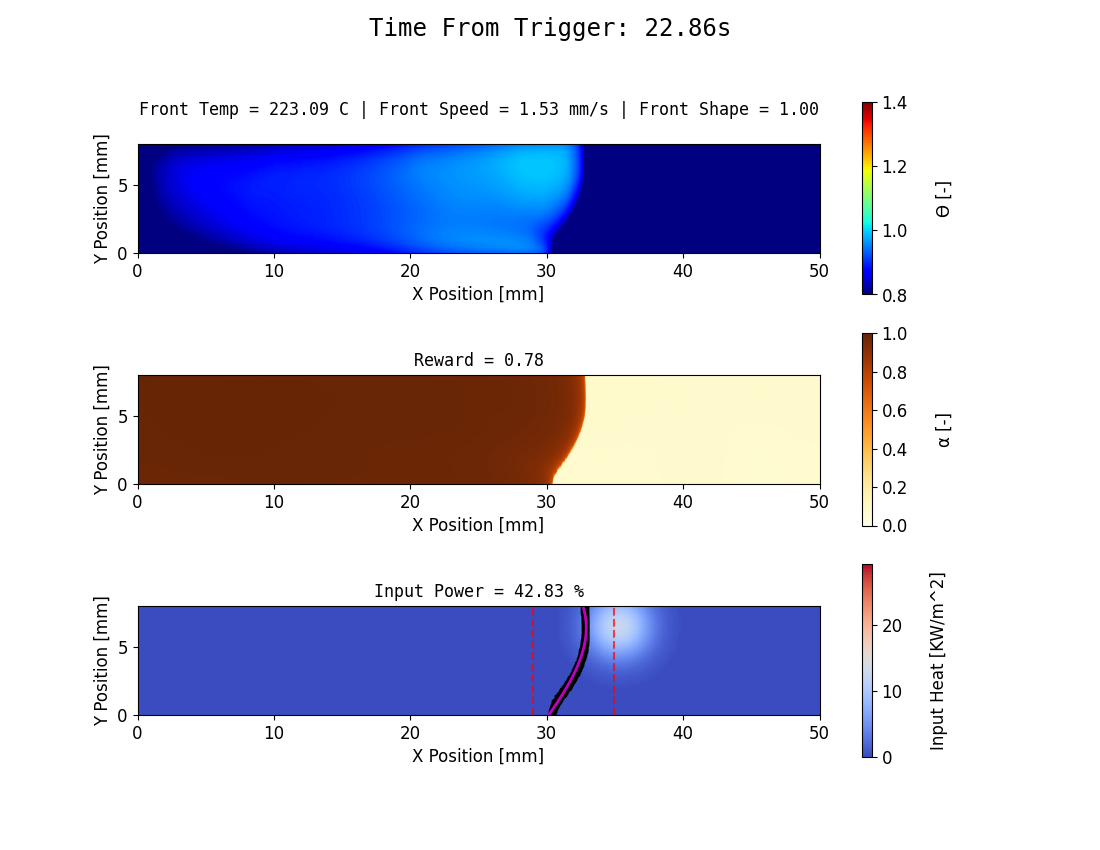 Time From Trigger: 22.86s
Front Temp = 223.09 C | Front Speed = 1.53 mm/s | Front Shape = 1.00
Y Position [mm]
5
0
0 10 20 30 40 50
X Position [mm]
1.4
1.2
1.0
0.8
Θ [-]
Reward = 0.78
Y Position [mm]
5
0
0 10 20 30 40 50
X Position [mm]
1.0
0.8
0.6
0.4
0.2
0.0
α [-]
Input Power = 42.83 %
Y Position [mm]
5
0
0 10 20 30 40 50
X Position [mm]
20
10
0
Input Heat [KW/m^2]